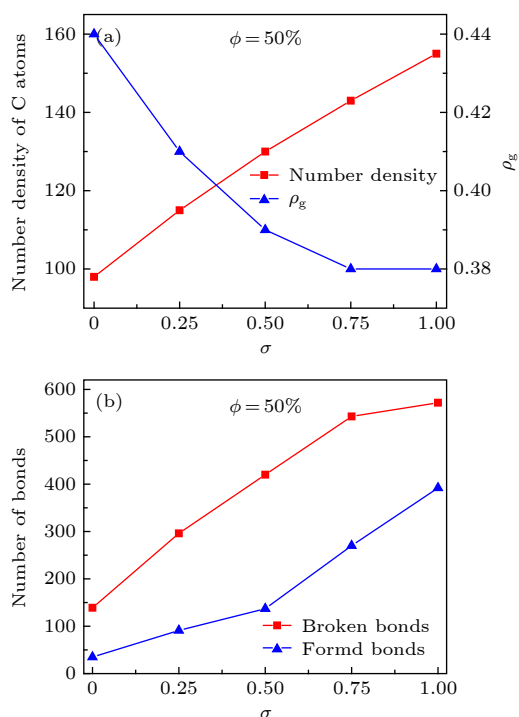 (a)
ϕ = 50%
Number density of C atoms
160
140
120
100
0.44
0.42
0.40
0.38
ρg
Number density
ρg
0
0.25
0.50
0.75
1.00
σ
(b)
ϕ = 50%
Number of bonds
600
500
400
300
200
100
0
Broken bonds
Formd bonds
0
0.25
0.50
0.75
1.00
σ